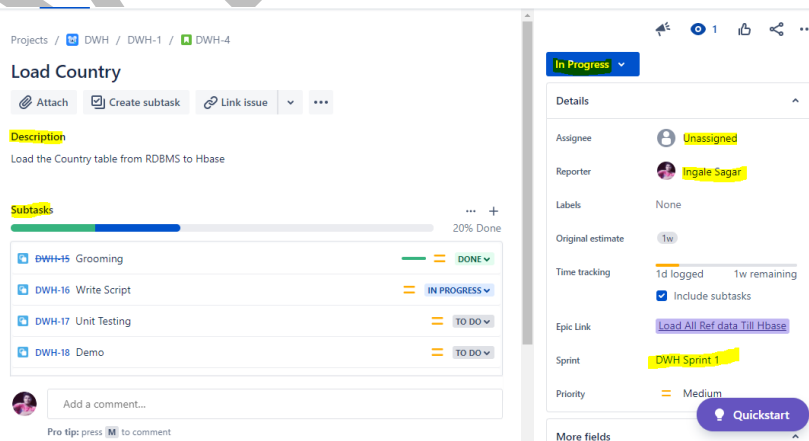 Projects / DWH / DWH-1 / DWH-4
Load Country
Attach Create subtask Link issue
Description
Load the Country table from RDBMS to Hbase
Subtasks
20% Done
DWH-15 Grooming DONE
DWH-16 Write Script IN PROGRESS
DWH-17 Unit Testing TO DO
DWH-18 Demo TO DO
Add a comment...
Pro tip: press M to comment
1
In Progress
Details
Assignee Unassigned
Reporter Ingale Sagar
Labels None
Original estimate 1w
Time tracking 1d logged 1w remaining
Include subtasks
Epic Link Load All Ref data Till Hbase
Sprint DWH Sprint 1
Priority Medium
Quickstart
More fields